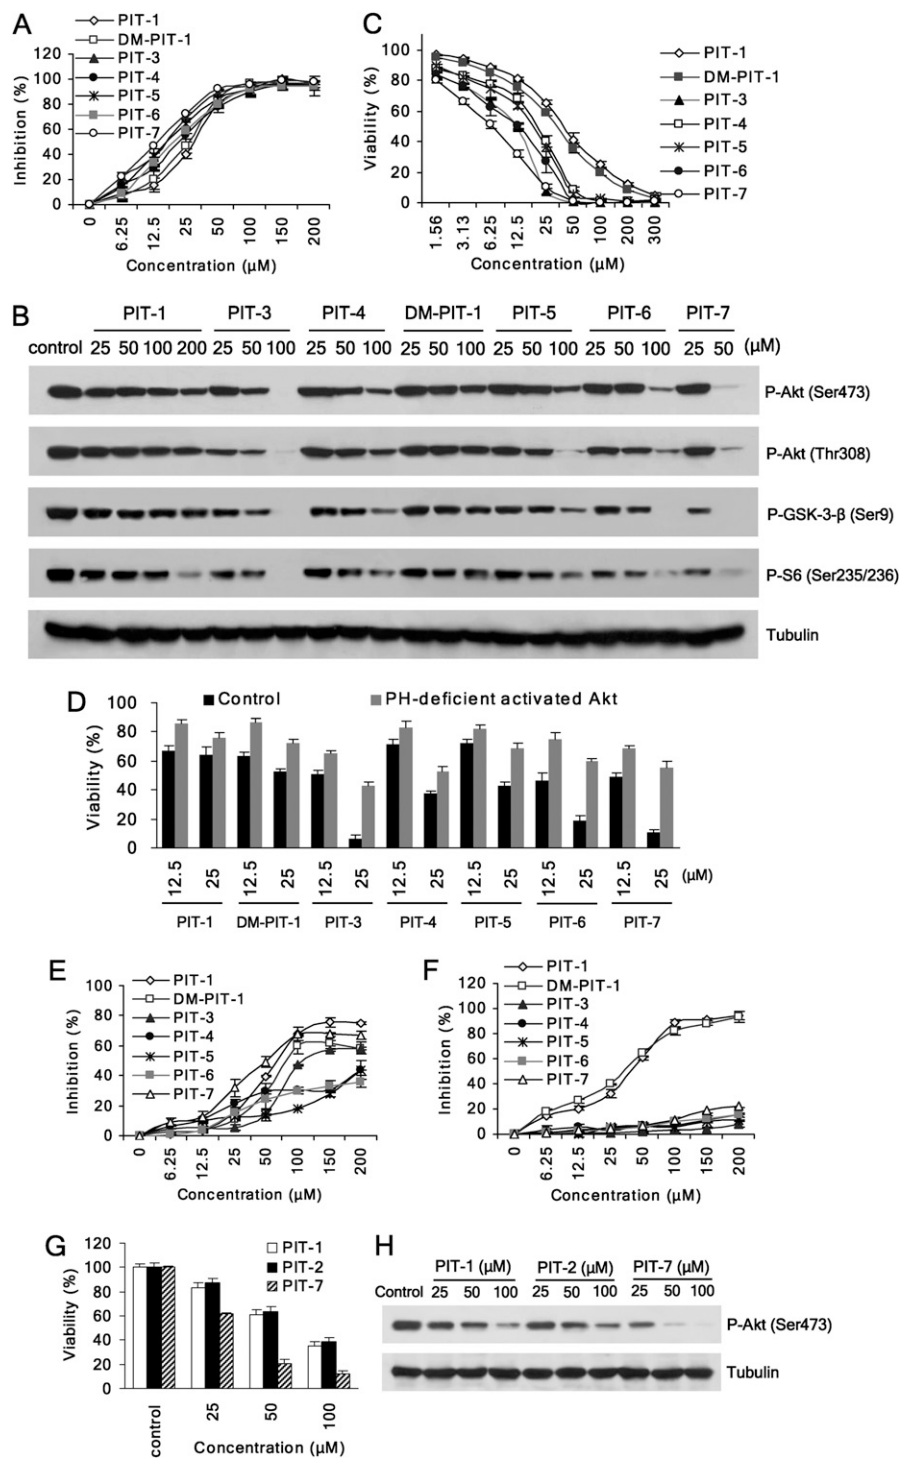 A
PIT-1
DM-PIT-1
PIT-3
PIT-4
PIT-5
PIT-6
PIT-7
120
100
80
60
40
20
0
Inhibition (%)
0 6.25 12.5 25 50 100 150 200
Concentration (μM)
C
100
80
60
40
20
0
Viability (%)
1.56 3.13 6.25 12.5 25 50 100 200 300
Concentration (μM)
PIT-1
DM-PIT-1
PIT-3
PIT-4
PIT-5
PIT-6
PIT-7
B
PIT-1 PIT-3 PIT-4 DM-PIT-1 PIT-5 PIT-6 PIT-7
control 25 50 100 200 25 50 100 25 50 100 25 50 100 25 50 100 25 50 100 25 50 (μM)
P-Akt (Ser473)
P-Akt (Thr308)
P-GSK-3-β (Ser9)
P-S6 (Ser235/236)
Tubulin
D
Control PH-deficient activated Akt
100
80
60
40
20
0
Viability (%)
12.5 25 12.5 25 12.5 25 12.5 25 12.5 25 12.5 25 12.5 25 (μM)
PIT-1 DM-PIT-1 PIT-3 PIT-4 PIT-5 PIT-6 PIT-7
E
PIT-1
DM-PIT-1
PIT-3
PIT-4
PIT-5
PIT-6
PIT-7
100
80
60
40
20
0
Inhibition (%)
0 6.25 12.5 25 50 100 150 200
Concentration (μM)
F
PIT-1
DM-PIT-1
PIT-3
PIT-4
PIT-5
PIT-6
PIT-7
120
100
80
60
40
20
0
Inhibition (%)
0 6.25 12.5 25 50 100 150 200
Concentration (μM)
G
PIT-1
PIT-2
PIT-7
120
100
80
60
40
20
0
Viability (%)
control 25 50 100
Concentration (μM)
H
PIT-1 (μM) PIT-2 (μM) PIT-7 (μM)
Control 25 50 100 25 50 100 25 50 100
P-Akt (Ser473)
Tubulin